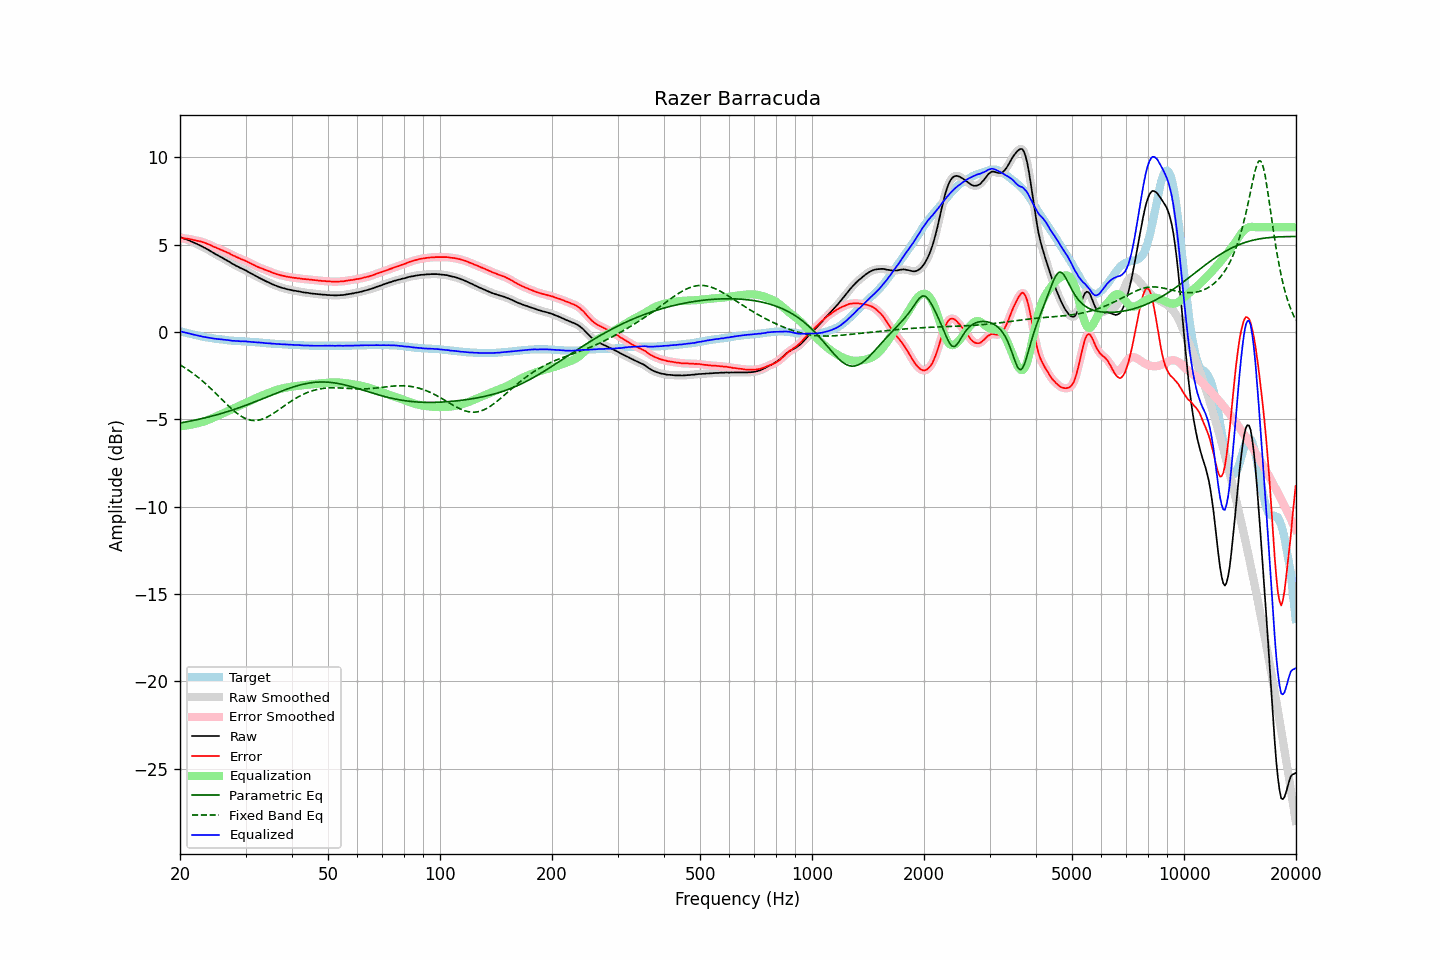 Razer Barracuda
10
5
0
−5
−10
−15
−20
−25
Amplitude (dBr)
Target
Raw Smoothed
Error Smoothed
Raw
Error
Equalization
Parametric Eq
Fixed Band Eq
Equalized
20 50 100 200 500 1000 2000 5000 10000 20000
Frequency (Hz)